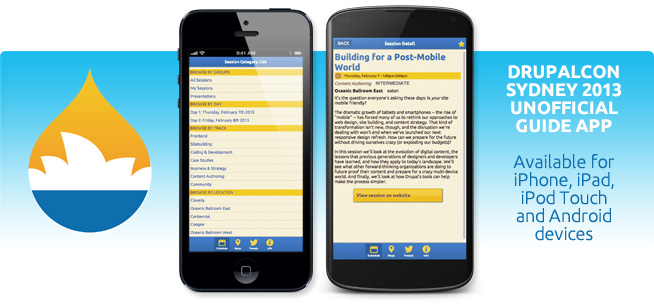 9:41 AM
Session Category List
BROWSE BY GROUPS
All Sessions
My Sessions
Presentations
BROWSE BY DAY
Day 1: Thursday, February 7th 2013
Day 2: Friday, February 8th 2013
BROWSE BY TRACK
Frontend
Sitebuilding
Coding & Development
Case Studies
Business & Strategy
Content Authoring
Community
BROWSE BY LOCATION
Clovelly
Oceanic Ballroom East
Centennial
Coogee
Oceanic Ballroom West
Schedule
Maps
Tweets
Info
BACK
Session Detail
Building for a Post-Mobile
World
Thursday, February 7 - 1:00pm-2:00pm
Content Authoring INTERMEDIATE
Oceanic Ballroom East eaton
It's the question everyone's asking these days: Is your site
mobile friendly?
The dramatic growth of tablets and smartphones -- the rise of
"mobile" -- has forced many of us to rethink our approaches to
web design, site building, and content strategy. That kind of
transformation isn't new, though, and the disruption we're
dealing with won't end when we've launched our next
responsive design refresh. How can we prepare for the future
without driving ourselves crazy (or exploding our budgets)?
In this session we'll look at the evolution of digital content, the
lessons that previous generations of designers and developers
have learned, and how they apply to today's landscape. We'll
see what other forward-thinking organizations are doing to
future proof their content and prepare for a crazy multi-device
world. And finally, we'll look at how Drupal's tools can help
make the process simpler.
View session on website
Schedule
Maps
Tweets
Info
DRUPALCON
SYDNEY 2013
UNOFFICIAL
GUIDE APP
Available for
iPhone, iPad,
iPod Touch
and Android
devices